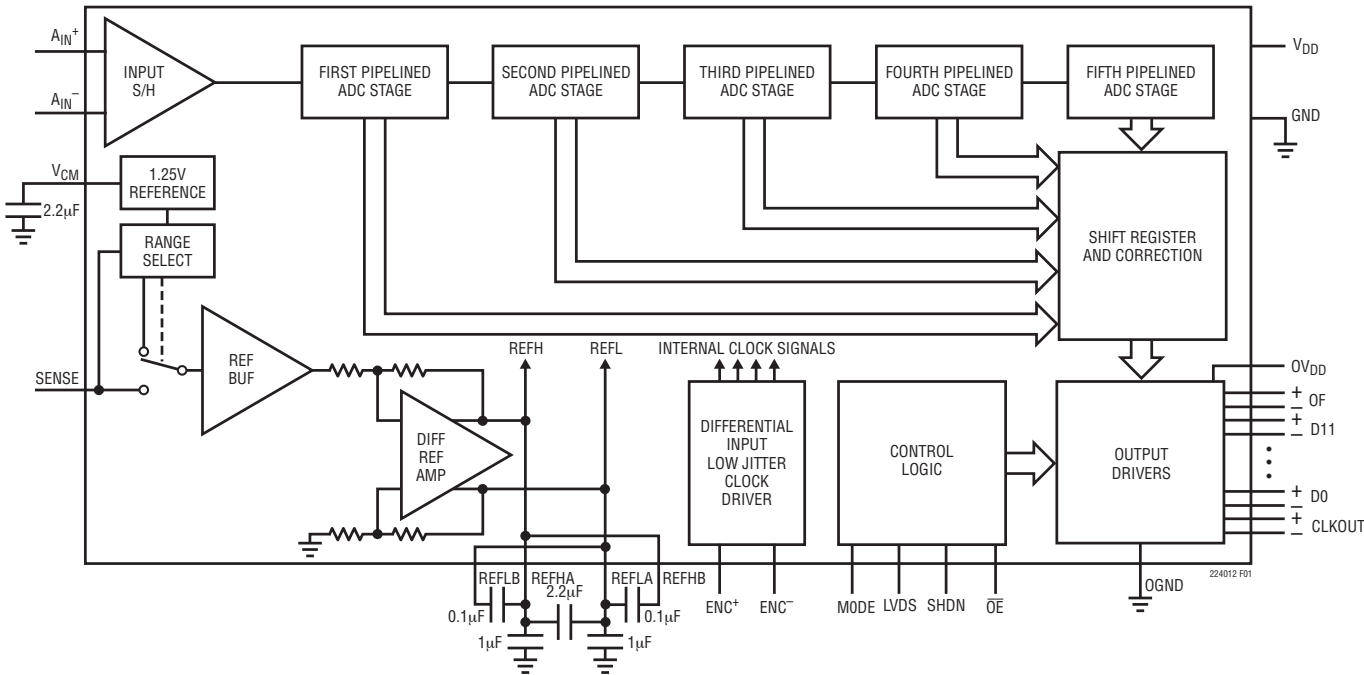 AIN+
INPUT
S/H
AIN−
FIRST PIPELINED
ADC STAGE
SECOND PIPELINED
ADC STAGE
THIRD PIPELINED
ADC STAGE
FOURTH PIPELINED
ADC STAGE
FIFTH PIPELINED
ADC STAGE
VDD
GND
VCM
2.2µF
1.25V
REFERENCE
RANGE
SELECT
SHIFT REGISTER
AND CORRECTION
SENSE
REF
BUF
DIFF
REF
AMP
REFH
REFL
INTERNAL CLOCK SIGNALS
DIFFERENTIAL
INPUT
LOW JITTER
CLOCK
DRIVER
CONTROL
LOGIC
OUTPUT
DRIVERS
OVDD
+
− OF
+
− D11
+
− D0
+
− CLKOUT
REFLB
REFHA
REFLA
REFHB
2.2µF
0.1µF
0.1µF
1µF
1µF
ENC+
ENC−
MODE
LVDS
SHDN
O̅E̅
OGND
224012 F01